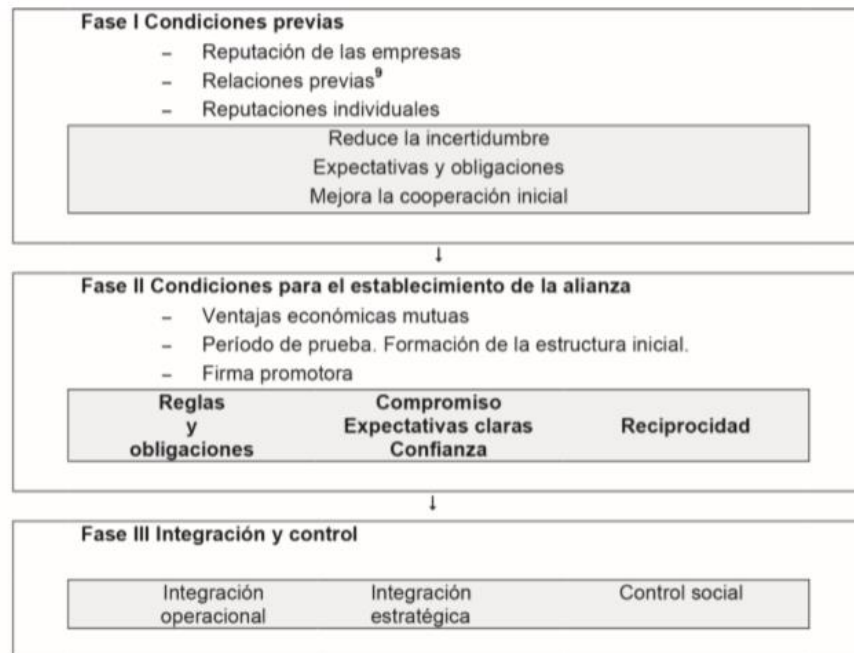 Fase I Condiciones previas
– Reputación de las empresas
– Relaciones previas⁹
– Reputaciones individuales
Reduce la incertidumbre
Expectativas y obligaciones
Mejora la cooperación inicial
↓
Fase II Condiciones para el establecimiento de la alianza
– Ventajas económicas mutuas
– Período de prueba. Formación de la estructura inicial.
– Firma promotora
Reglas Compromiso
y Expectativas claras Reciprocidad
obligaciones Confianza
↓
Fase III Integración y control
Integración Integración Control social
operacional estratégica